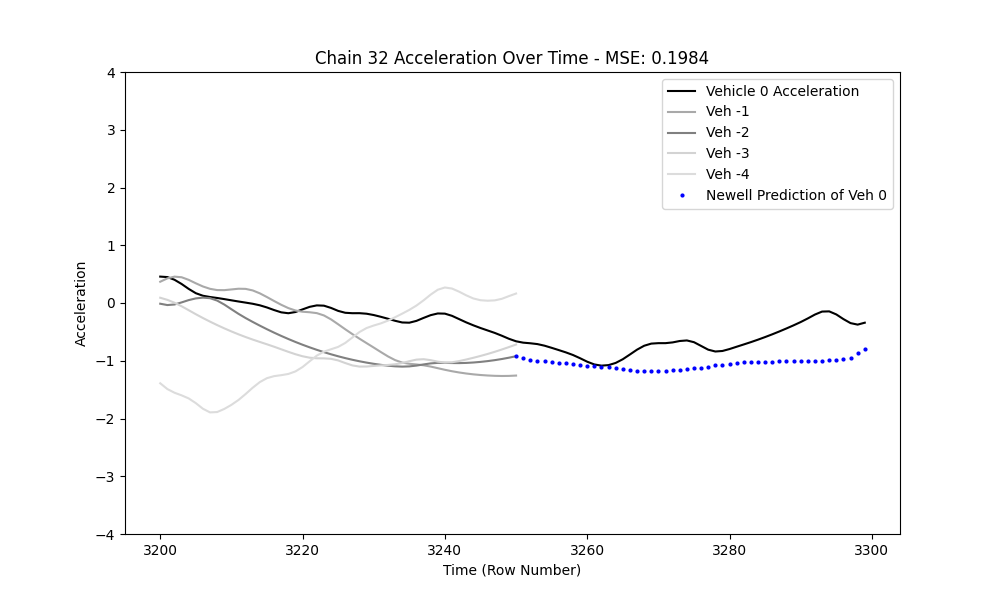 Chain 32 Acceleration Over Time - MSE: 0.1984
4
3
2
1
0
−1
−2
−3
−4
Acceleration
Vehicle 0 Acceleration
Veh -1
Veh -2
Veh -3
Veh -4
Newell Prediction of Veh 0
3200
3220
3240
3260
3280
3300
Time (Row Number)